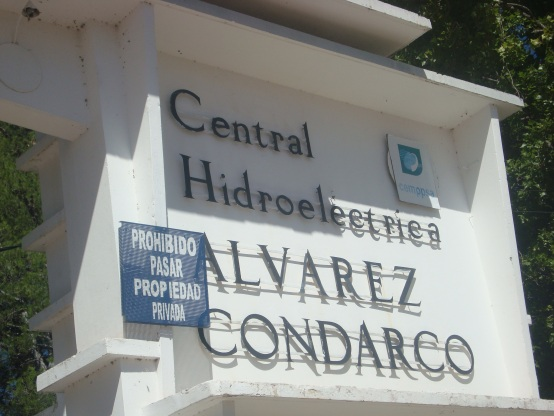 Central
Hidroelectrica
ALVAREZ
CONDARCO
PROHIBIDO
PASAR
PROPIEDAD
PRIVADA